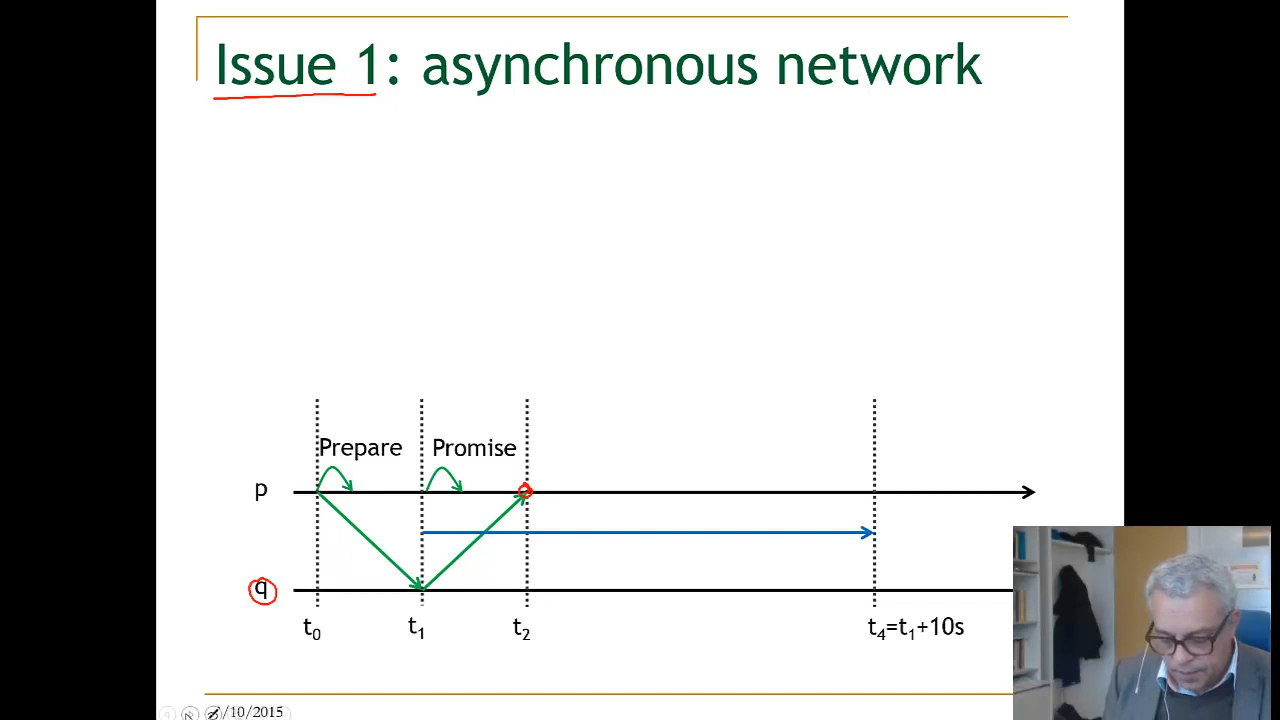 Issue 1: asynchronous network
Prepare Promise
p
q
t₀ t₁ t₂ t₄=t₁+10s
/10/2015